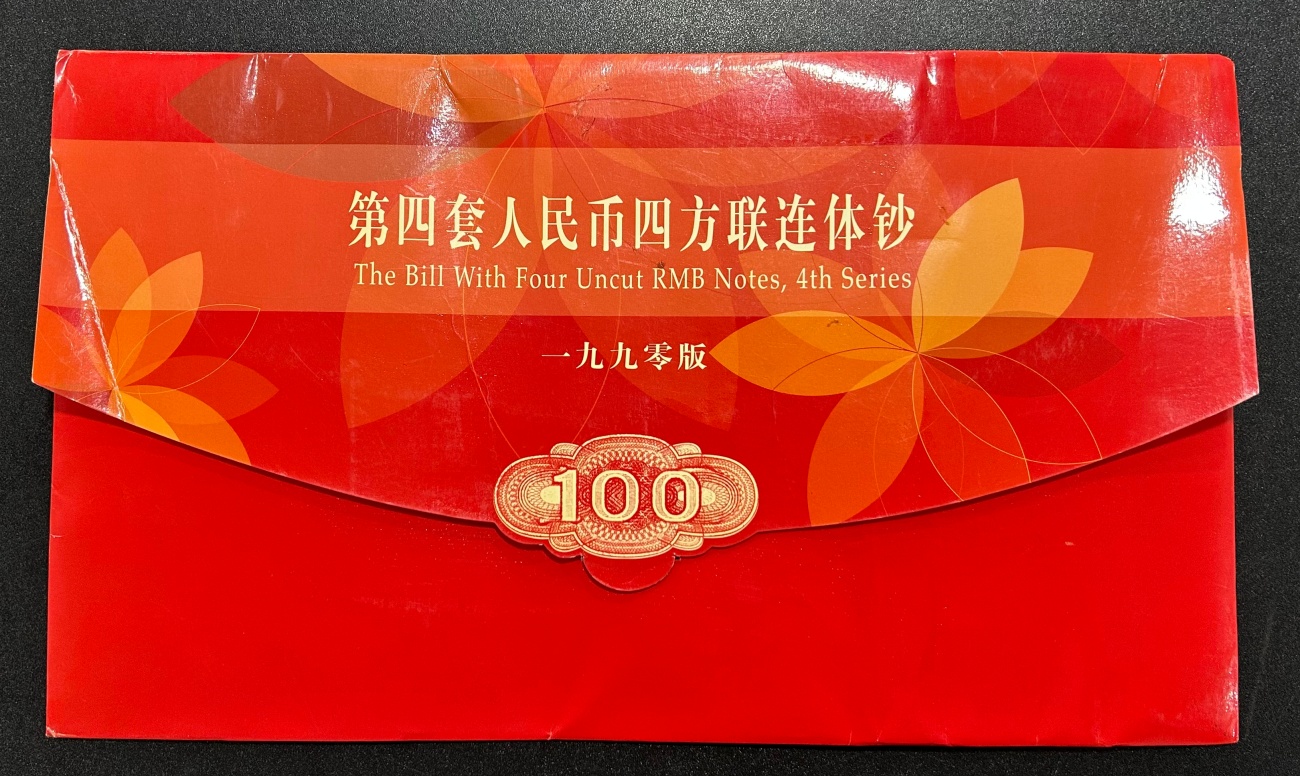 第四套人民币四方联连体钞
The Bill With Four Uncut RMB Notes, 4th Series
一九九零版
100